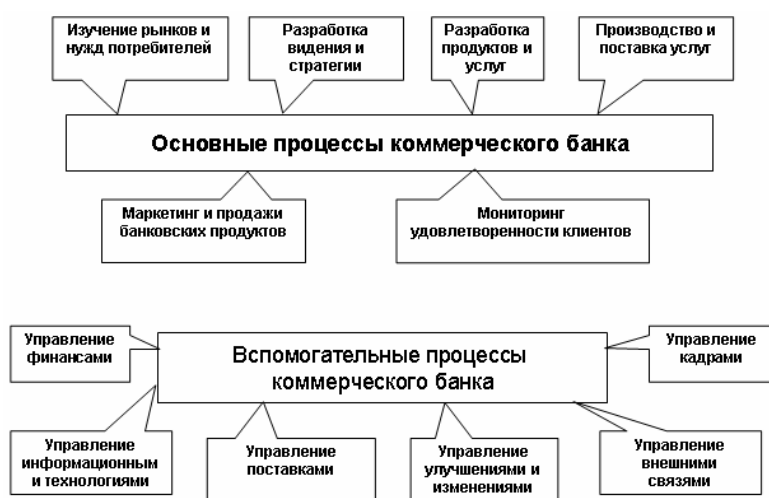 Изучение рынков и
нужд потребителей
Разработка
видения и
стратегии
Разработка
продуктов и
услуг
Производство и
поставка услуг
Основные процессы коммерческого банка
Маркетинг и продажи
банковских продуктов
Мониторинг
удовлетворенности клиентов
Управление
финансами
Вспомогательные процессы
коммерческого банка
Управление
кадрами
Управление
информационным
и технологиями
Управление
поставками
Управление
улучшениями и
изменениями
Управление
внешними
связями